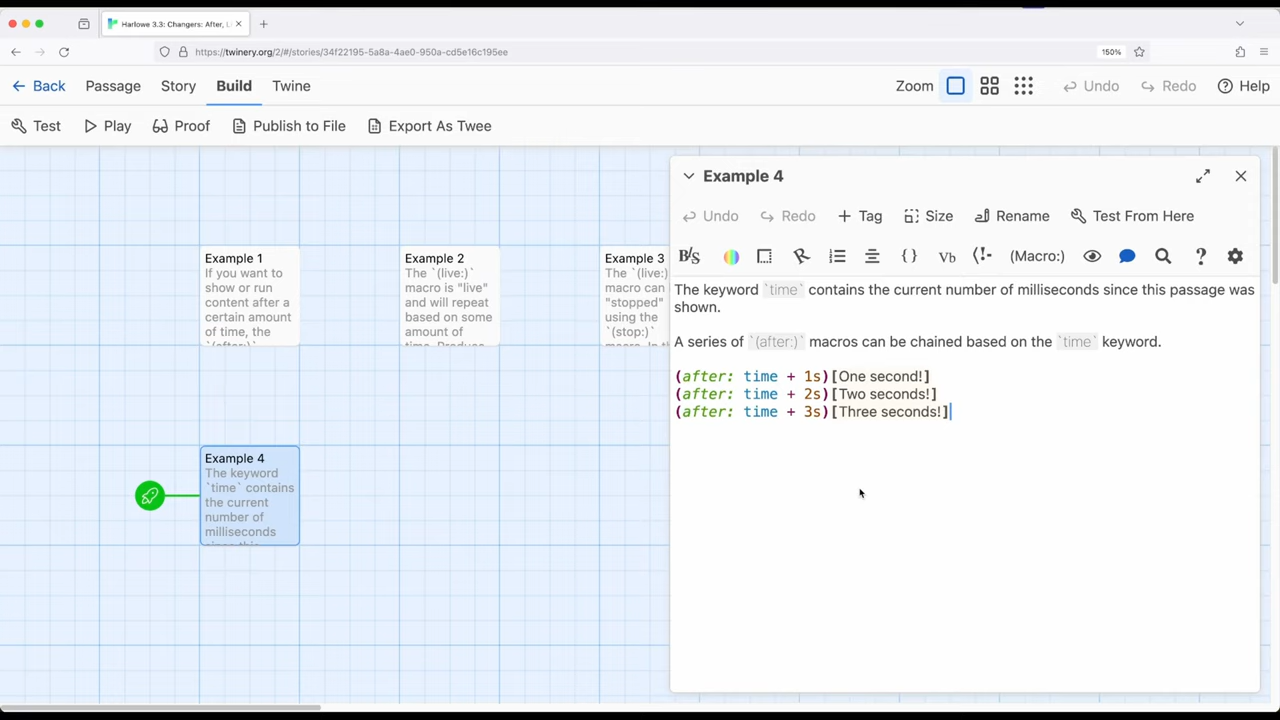 Harlowe 3.3: Changers: After, L
https://twinery.org/2/#/stories/34f22195-5a8a-4ae0-950a-cd5e16c195ee
150%
Back Passage Story Build Twine Zoom Undo Redo Help
Test Play Proof Publish to File Export As Twee
Example 4
Undo Redo + Tag Size Rename Test From Here
(Macro:)
The keyword `time` contains the current number of milliseconds since this passage was
shown.
A series of `(after:)` macros can be chained based on the `time` keyword.
(after: time + 1s)[One second!]
(after: time + 2s)[Two seconds!]
(after: time + 3s)[Three seconds!]
Example 1
If you want to
show or run
content after a
certain amount
of time, the
`(after:)`
Example 2
The `(live:)`
macro is "live"
and will repeat
based on some
amount of
time. Produce
Example 3
The `(live:)
macro can
"stopped"
using the
`(stop:)`
macro. In t
Example 4
The keyword
`time` contains
the current
number of
milliseconds
since this